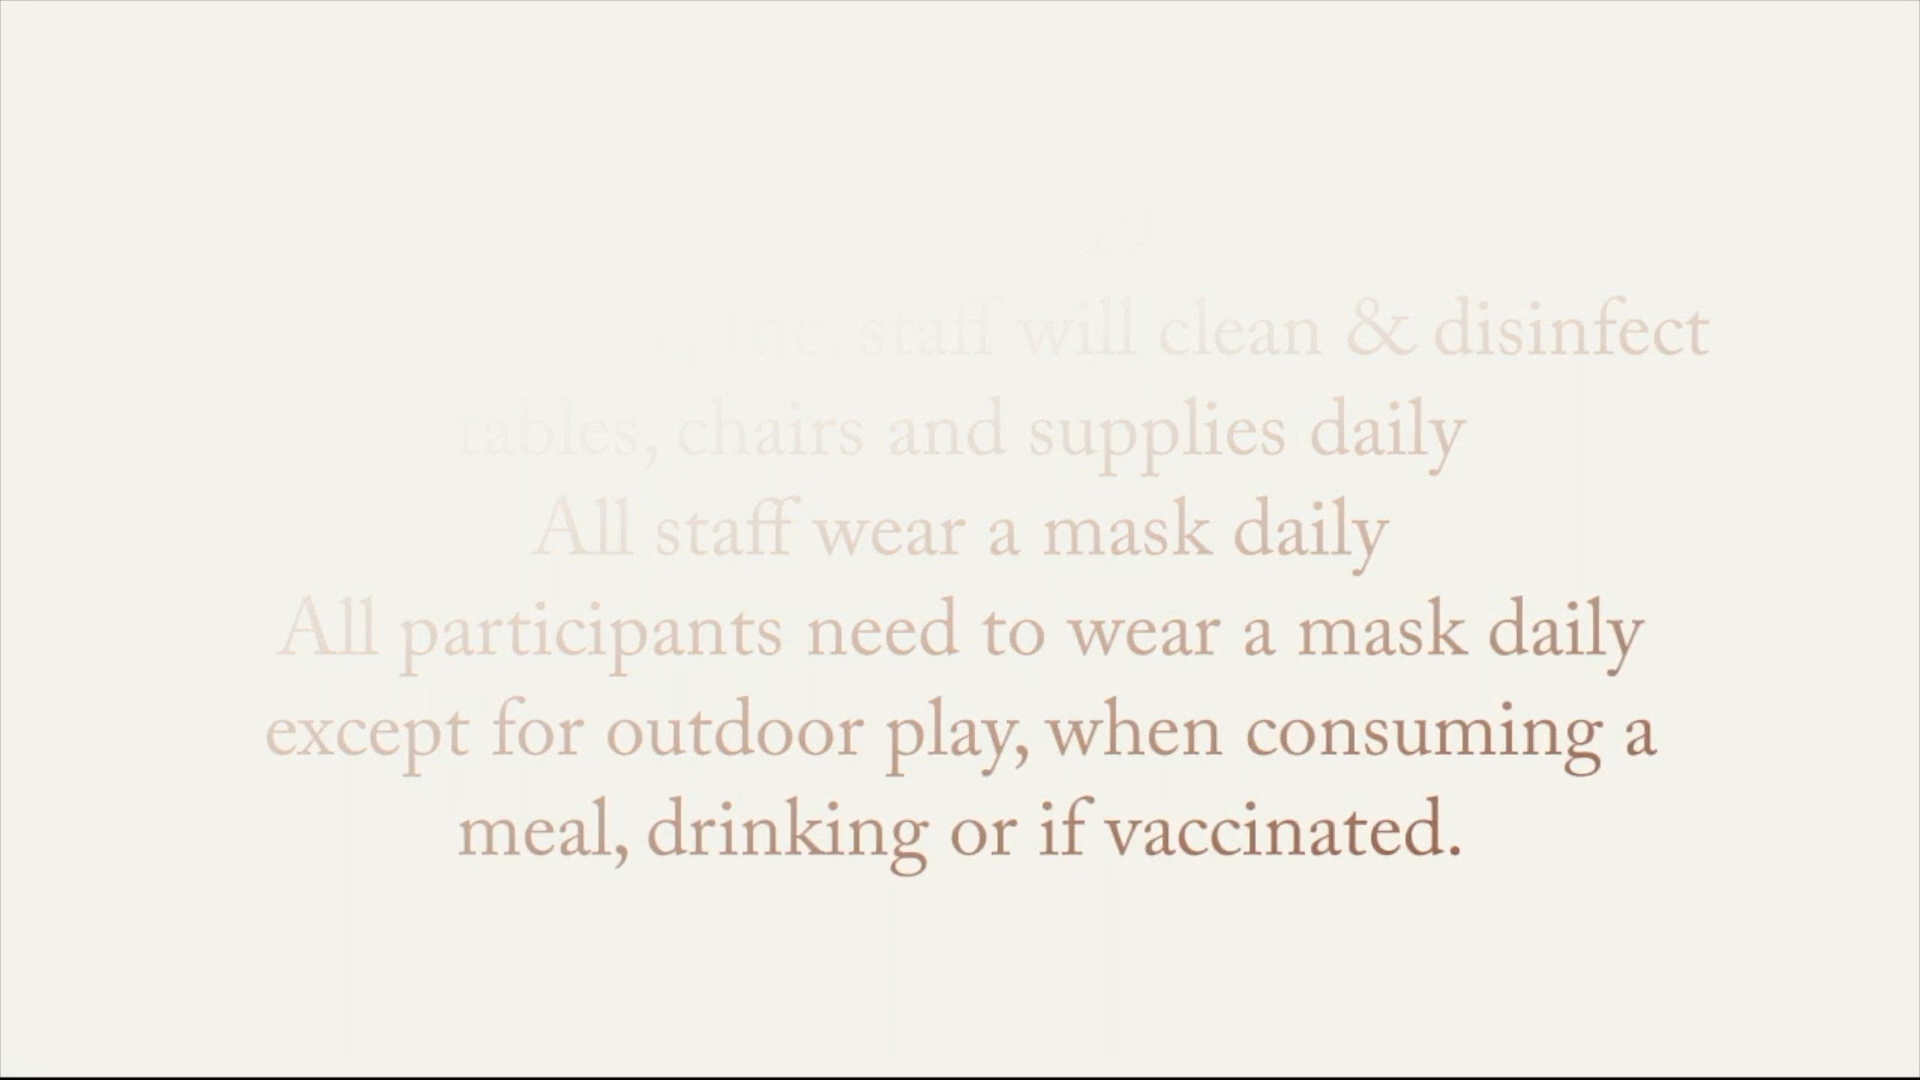 Inc. staff will clean & disinfect
tables, chairs and supplies daily
All staff wear a mask daily
All participants need to wear a mask daily
except for outdoor play, when consuming a
meal, drinking or if vaccinated.